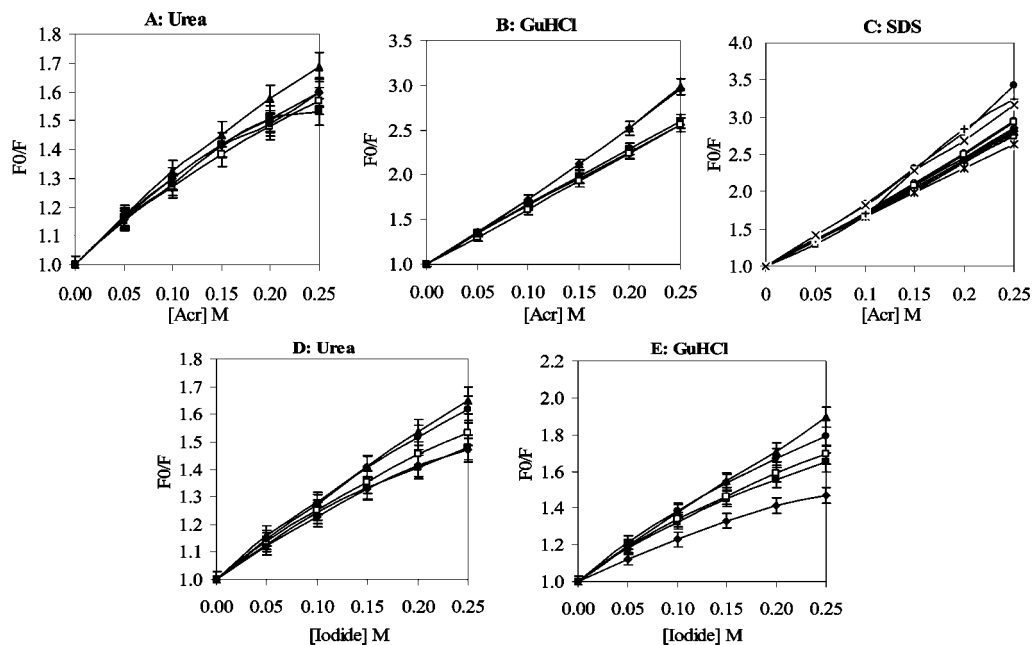 A: Urea
B: GuHCl
C: SDS
F0/F
1.8
1.7
1.6
1.5
1.4
1.3
1.2
1.1
1.0
0.00 0.05 0.10 0.15 0.20 0.25
[Acr] M
F0/F
3.5
3.0
2.5
2.0
1.5
1.0
0.00 0.05 0.10 0.15 0.20 0.25
[Acr] M
F0/F
4.0
3.5
3.0
2.5
2.0
1.5
1.0
0 0.05 0.1 0.15 0.2 0.25
[Acr] M
D: Urea
E: GuHCl
F0/F
1.8
1.7
1.6
1.5
1.4
1.3
1.2
1.1
1.0
0.00 0.05 0.10 0.15 0.20 0.25
[Iodide] M
F0/F
2.2
2.0
1.8
1.6
1.4
1.2
1.0
0.00 0.05 0.10 0.15 0.20 0.25
[Iodide] M